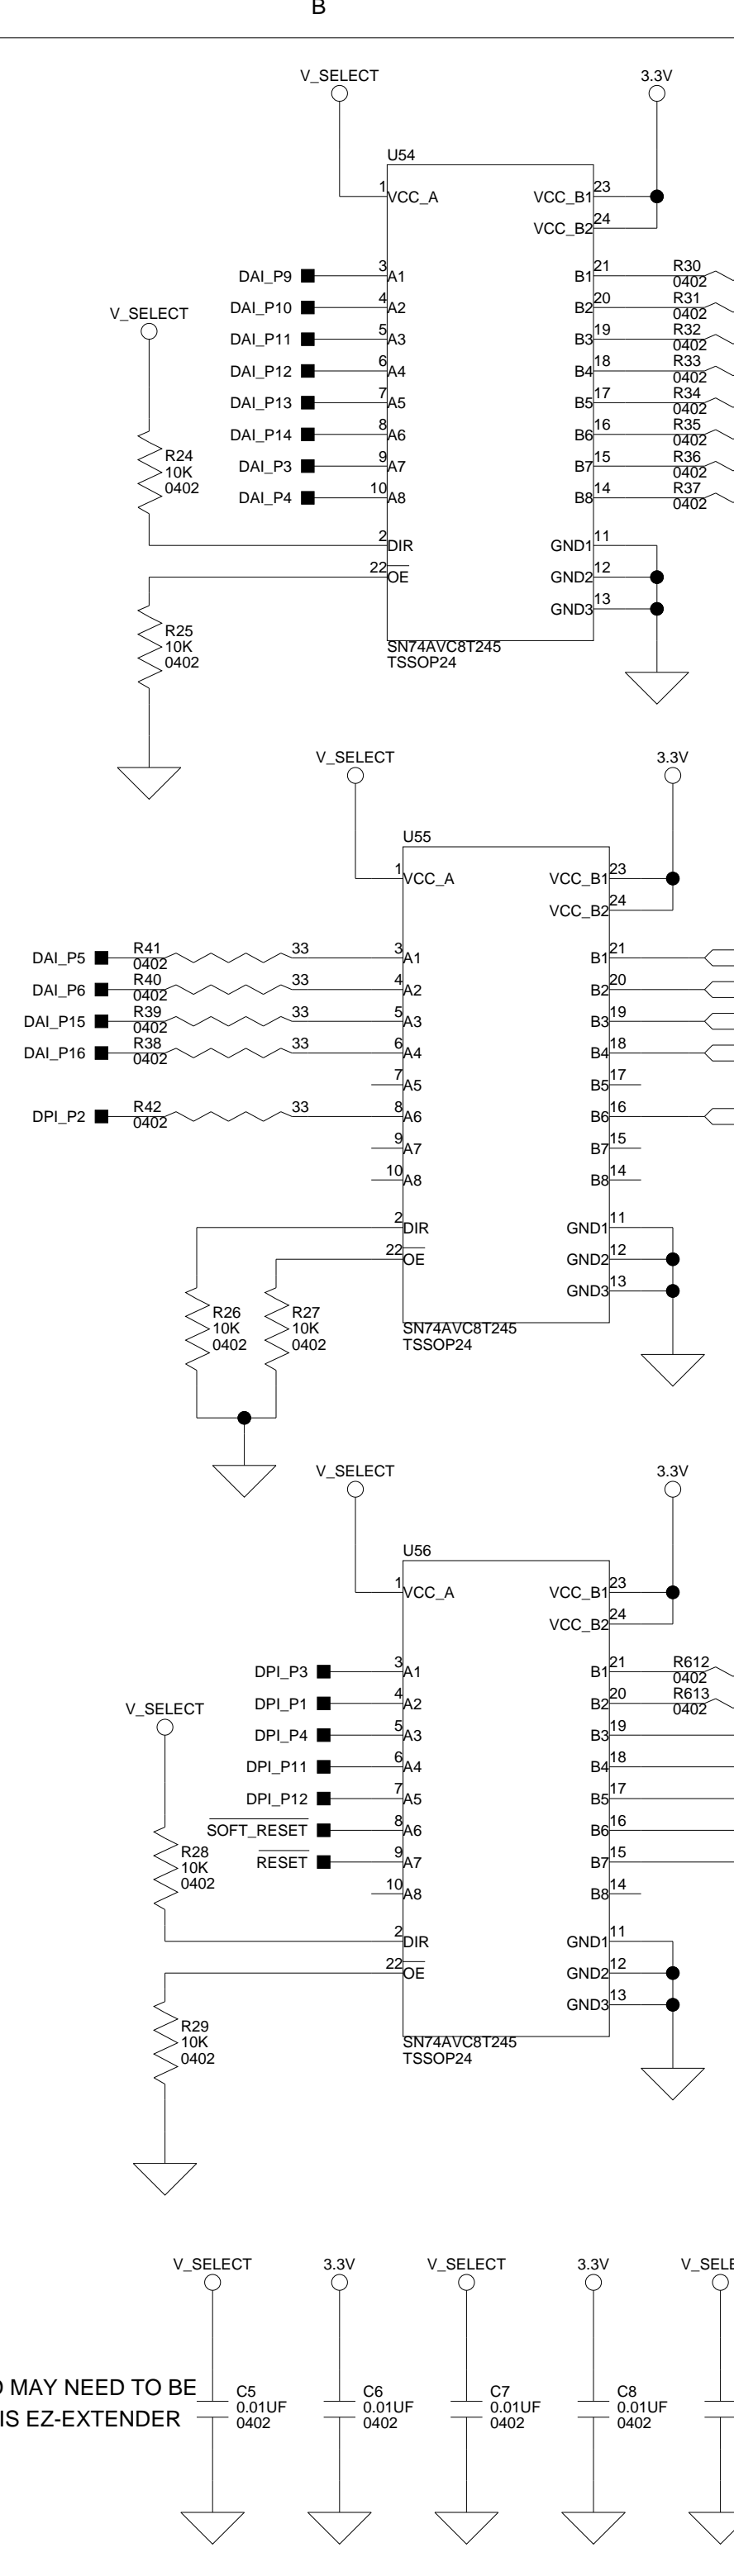 B
V_SELECT
3.3V
U54
1
VCC_A
VCC_B1
23
VCC_B2
24
DAI_P9
3
A1
B1
21
R30
0402
DAI_P10
4
A2
B2
20
R31
0402
DAI_P11
5
A3
B3
19
R32
0402
DAI_P12
6
A4
B4
18
R33
0402
DAI_P13
7
A5
B5
17
R34
0402
DAI_P14
8
A6
B6
16
R35
0402
DAI_P3
9
A7
B7
15
R36
0402
DAI_P4
10
A8
B8
14
R37
0402
V_SELECT
R24
10K
0402
2
DIR
GND1
11
22
OE
GND2
12
GND3
13
R25
10K
0402
SN74AVC8T245
TSSOP24
V_SELECT
3.3V
U55
1
VCC_A
VCC_B1
23
VCC_B2
24
DAI_P5
R41
0402
33
3
A1
B1
21
DAI_P6
R40
0402
33
4
A2
B2
20
DAI_P15
R39
0402
33
5
A3
B3
19
DAI_P16
R38
0402
33
6
A4
B4
18
7
A5
B5
17
DPI_P2
R42
0402
33
8
A6
B6
16
9
A7
B7
15
10
A8
B8
14
2
DIR
GND1
11
22
OE
GND2
12
GND3
13
R26
10K
0402
R27
10K
0402
SN74AVC8T245
TSSOP24
V_SELECT
3.3V
U56
1
VCC_A
VCC_B1
23
VCC_B2
24
DPI_P3
3
A1
B1
21
R612
0402
DPI_P1
4
A2
B2
20
R613
0402
DPI_P4
5
A3
B3
19
DPI_P11
6
A4
B4
18
DPI_P12
7
A5
B5
17
SOFT_RESET
8
A6
B6
16
RESET
9
A7
B7
15
10
A8
B8
14
V_SELECT
R28
10K
0402
2
DIR
GND1
11
22
OE
GND2
12
GND3
13
R29
10K
0402
SN74AVC8T245
TSSOP24
V_SELECT
3.3V
V_SELECT
3.3V
MAY NEED TO BE
IS EZ-EXTENDER
C5
0.01UF
0402
C6
0.01UF
0402
C7
0.01UF
0402
C8
0.01UF
0402